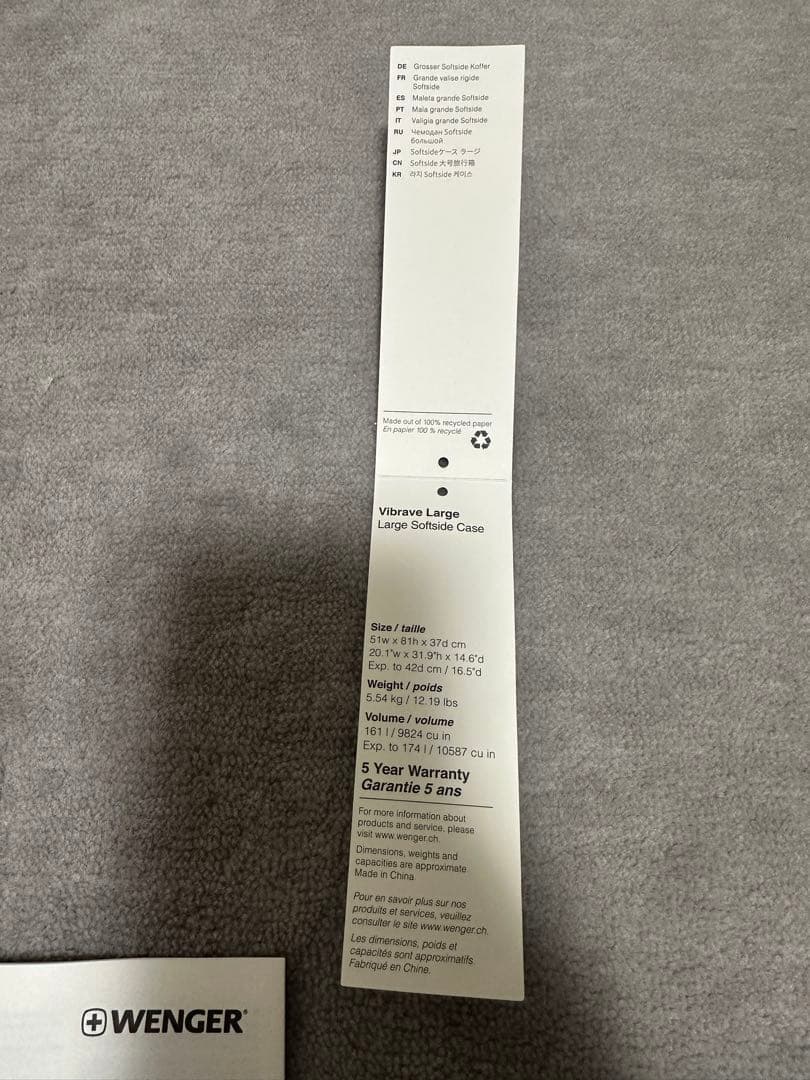 DE Grosser Softside Koffer
FR Grande valise rigide
Softside
ES Maleta grande Softside
PT Mala grande Softside
IT Valigia grande Softside
RU Чемодан Softside
большой
JP Softsideケース ラージ
CN Softside 大号旅行箱
KR 라지 Softside 케이스
Made out of 100% recycled paper
En papier 100 % recyclé
Vibrave Large
Large Softside Case
Size / taille
51w x 81h x 37d cm
20.1"w x 31.9"h x 14.6"d
Exp. to 42d cm / 16.5"d
Weight / poids
5.54 kg / 12.19 lbs
Volume / volume
161 l / 9824 cu in
Exp. to 174 l / 10587 cu in
5 Year Warranty
Garantie 5 ans
For more information about
products and service, please
visit www.wenger.ch.
Dimensions, weights and
capacities are approximate
Made in China
Pour en savoir plus sur nos
produits et services, veuillez
consulter le site www.wenger.ch.
Les dimensions, poids et
capacités sont approximatifs
Fabriqué en Chine.
WENGER®